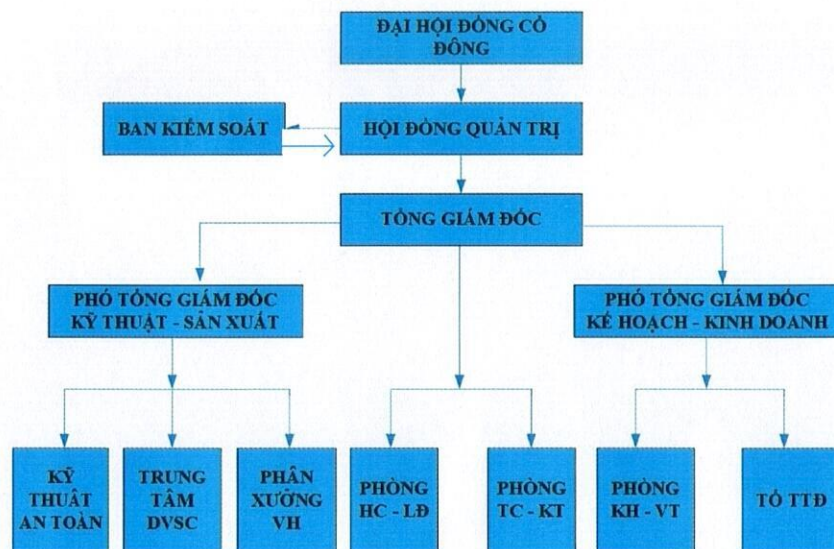 ĐẠI HỘI ĐỒNG CỔ
ĐÔNG
BAN KIỂM SOÁT
HỘI ĐỒNG QUẢN TRỊ
TỔNG GIÁM ĐỐC
PHÓ TỔNG GIÁM ĐỐC
KỸ THUẬT - SẢN XUẤT
PHÓ TỔNG GIÁM ĐỐC
KẾ HOẠCH - KINH DOANH
KỸ
THUẬT
AN TOÀN
TRUNG
TÂM
DVSC
PHÂN
XƯỞNG
VH
PHÒNG
HC - LĐ
PHÒNG
TC - KT
PHÒNG
KH - VT
TỔ TTĐ